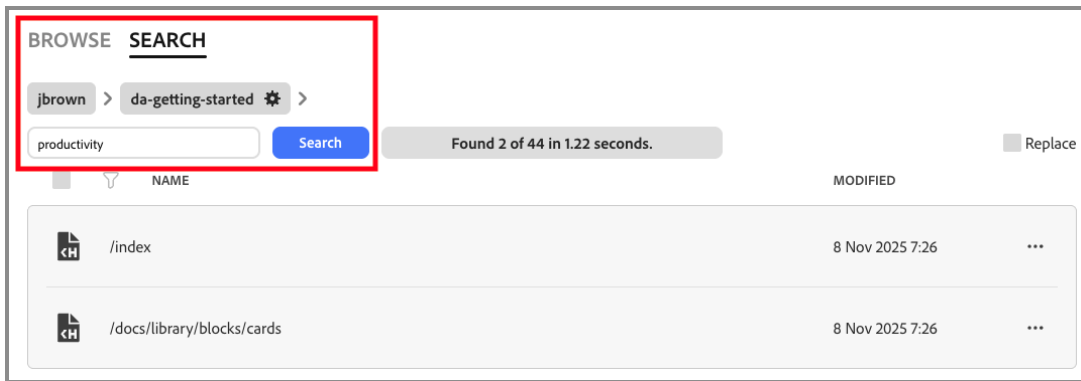 BROWSE SEARCH
jbrown > da-getting-started >
productivity Search Found 2 of 44 in 1.22 seconds. Replace
NAME MODIFIED
/index 8 Nov 2025 7:26 •••
/docs/library/blocks/cards 8 Nov 2025 7:26 •••